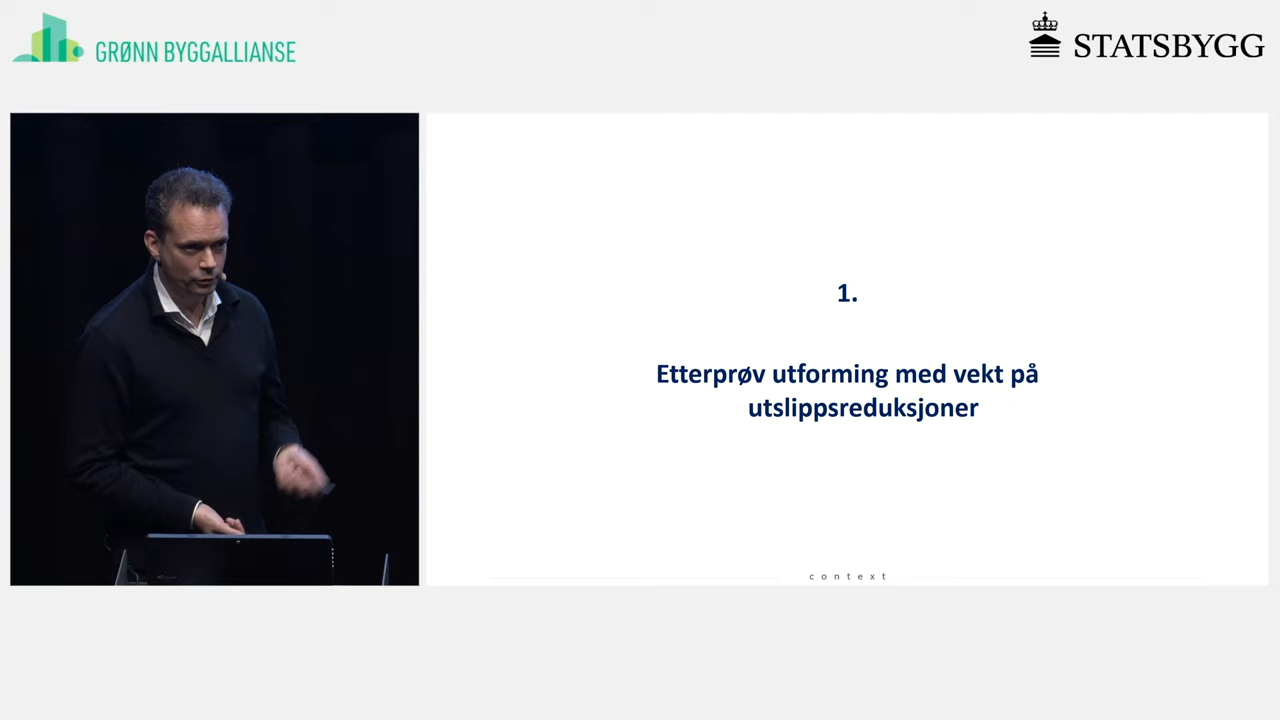 GRØNN BYGGALLIANSE
STATSBYGG
1.
Etterprøv utforming med vekt på
utslippsreduksjoner
context